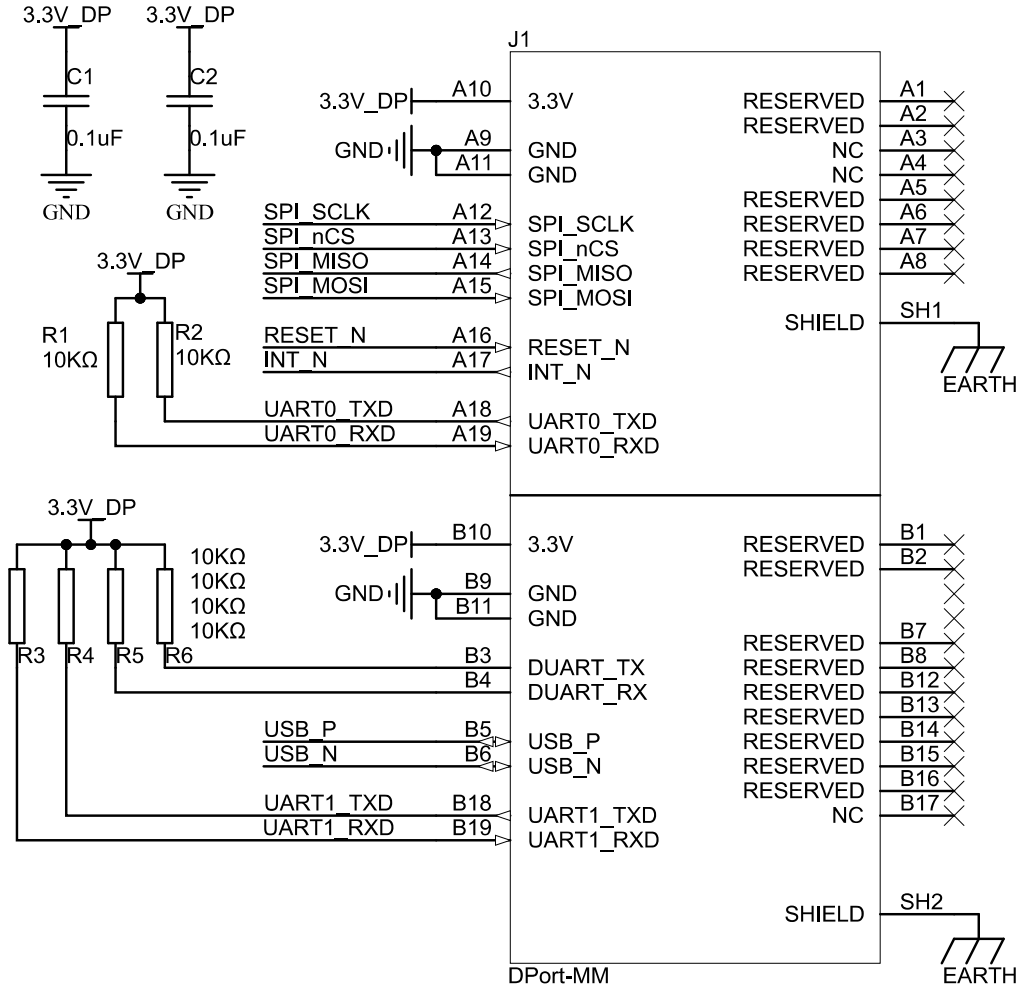 3.3V_DP 3.3V_DP
C1 C2
0.1uF 0.1uF
GND GND
J1
3.3V_DP A10 3.3V RESERVED A1
RESERVED A2
GND A9 GND NC A3
A11 GND NC A4
RESERVED A5
SPI_SCLK A12 SPI_SCLK RESERVED A6
SPI_nCS A13 SPI_nCS RESERVED A7
SPI_MISO A14 SPI_MISO RESERVED A8
SPI_MOSI A15 SPI_MOSI
SHIELD SH1
EARTH
3.3V_DP
R1 10KΩ
R2 10KΩ
RESET_N A16 RESET_N
INT_N A17 INT_N
UART0_TXD A18 UART0_TXD
UART0_RXD A19 UART0_RXD
3.3V_DP
10KΩ
10KΩ
10KΩ
10KΩ
R3 R4 R5 R6
3.3V_DP B10 3.3V RESERVED B1
RESERVED B2
GND B9 GND
B11 GND
RESERVED B7
B3 DUART_TX RESERVED B8
B4 DUART_RX RESERVED B12
RESERVED B13
USB_P B5 USB_P RESERVED B14
USB_N B6 USB_N RESERVED B15
RESERVED B16
UART1_TXD B18 UART1_TXD NC B17
UART1_RXD B19 UART1_RXD
SHIELD SH2
EARTH
DPort-MM